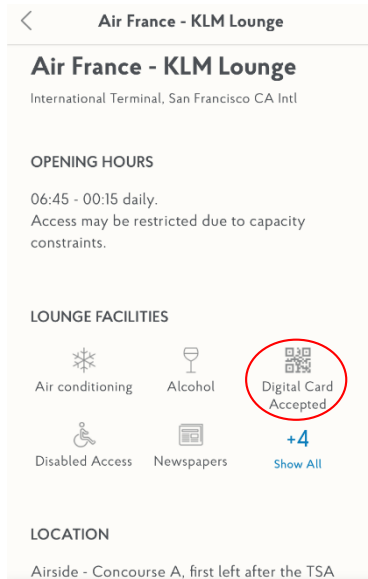 Air France - KLM Lounge
Air France - KLM Lounge
International Terminal, San Francisco CA Intl
OPENING HOURS
06:45 - 00:15 daily.
Access may be restricted due to capacity
constraints.
LOUNGE FACILITIES
Air conditioning
Alcohol
Digital Card
Accepted
Disabled Access
Newspapers
+4
Show All
LOCATION
Airside - Concourse A, first left after the TSA